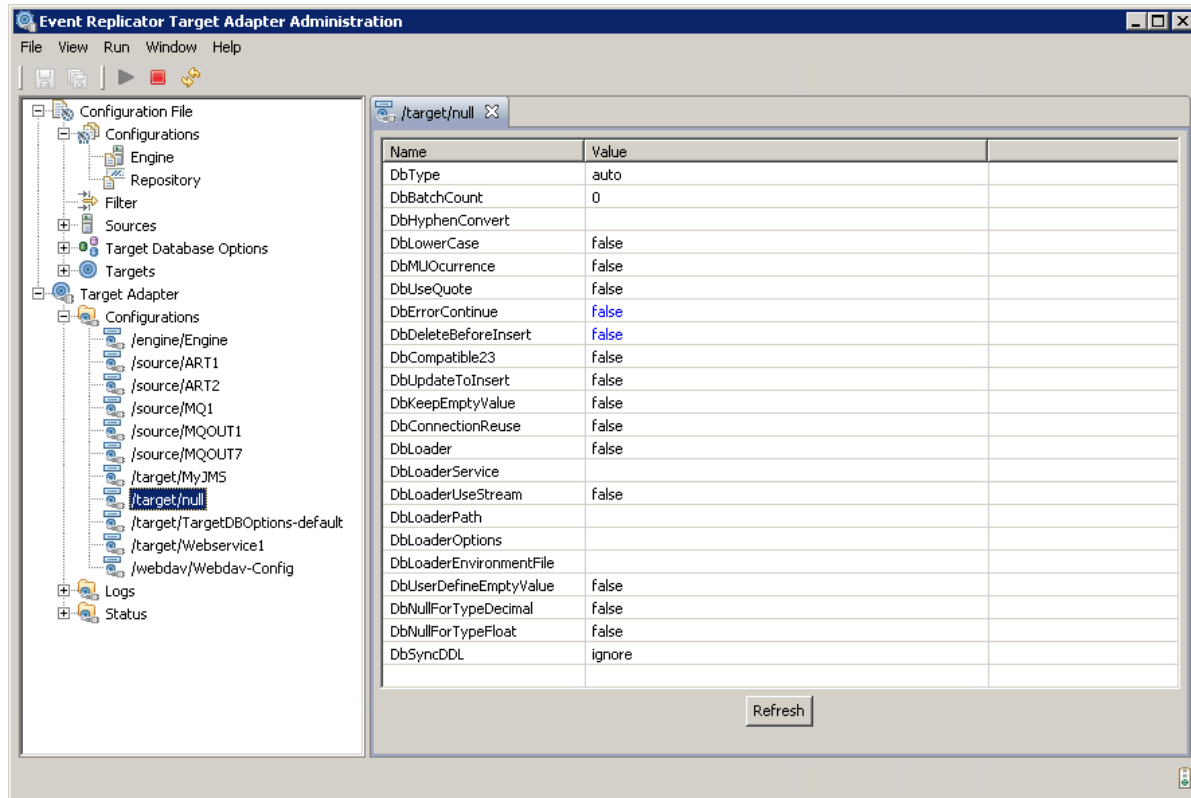 Event Replicator Target Adapter Administration
File View Run Window Help
Configuration File
Configurations
Engine
Repository
Filter
Sources
Target Database Options
Targets
Target Adapter
Configurations
/engine/Engine
/source/ART1
/source/ART2
/source/MQ1
/source/MQOUT1
/source/MQOUT7
/target/MyJMS
/target/null
/target/TargetDBOptions-default
/target/Webservice1
/webdav/Webdav-Config
Logs
Status
/target/null
Name Value
DbType auto
DbBatchCount 0
DbHyphenConvert
DbLowerCase false
DbMUOcurrence false
DbUseQuote false
DbErrorContinue false
DbDeleteBeforeInsert false
DbCompatible23 false
DbUpdateToInsert false
DbKeepEmptyValue false
DbConnectionReuse false
DbLoader false
DbLoaderService
DbLoaderUseStream false
DbLoaderPath
DbLoaderOptions
DbLoaderEnvironmentFile
DbUserDefineEmptyValue false
DbNullForTypeDecimal false
DbNullForTypeFloat false
DbSyncDDL ignore
Refresh